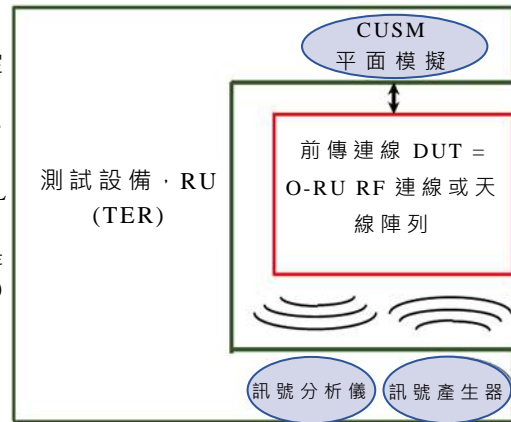 CUSM
平面模擬
測試設備，RU
(TER)
前傳連線 DUT =
O-RU RF 連線或天
線陣列
訊號分析儀
訊號產生器